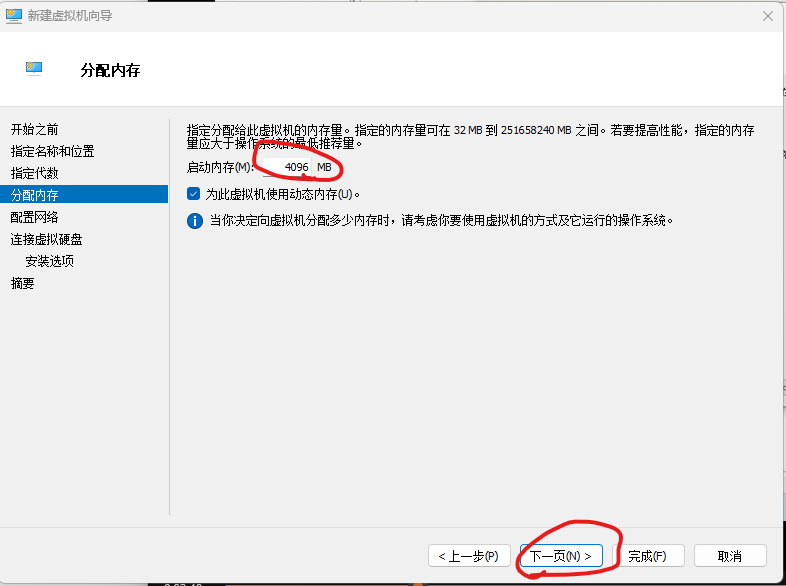 新建虚拟机向导
分配内存
开始之前
指定名称和位置
指定代数
分配内存
配置网络
连接虚拟硬盘
安装选项
摘要
指定分配给此虚拟机的内存量。指定的内存量可在 32 MB 到 251658240 MB 之间。若要提高性能，指定的内存
量应大于操作系统的最低推荐量。
启动内存(M): 4096 MB
为此虚拟机使用动态内存(U)。
当你决定向虚拟机分配多少内存时，请考虑你要使用虚拟机的方式及它运行的操作系统。
< 上一步(P) 下一页(N) > 完成(F) 取消